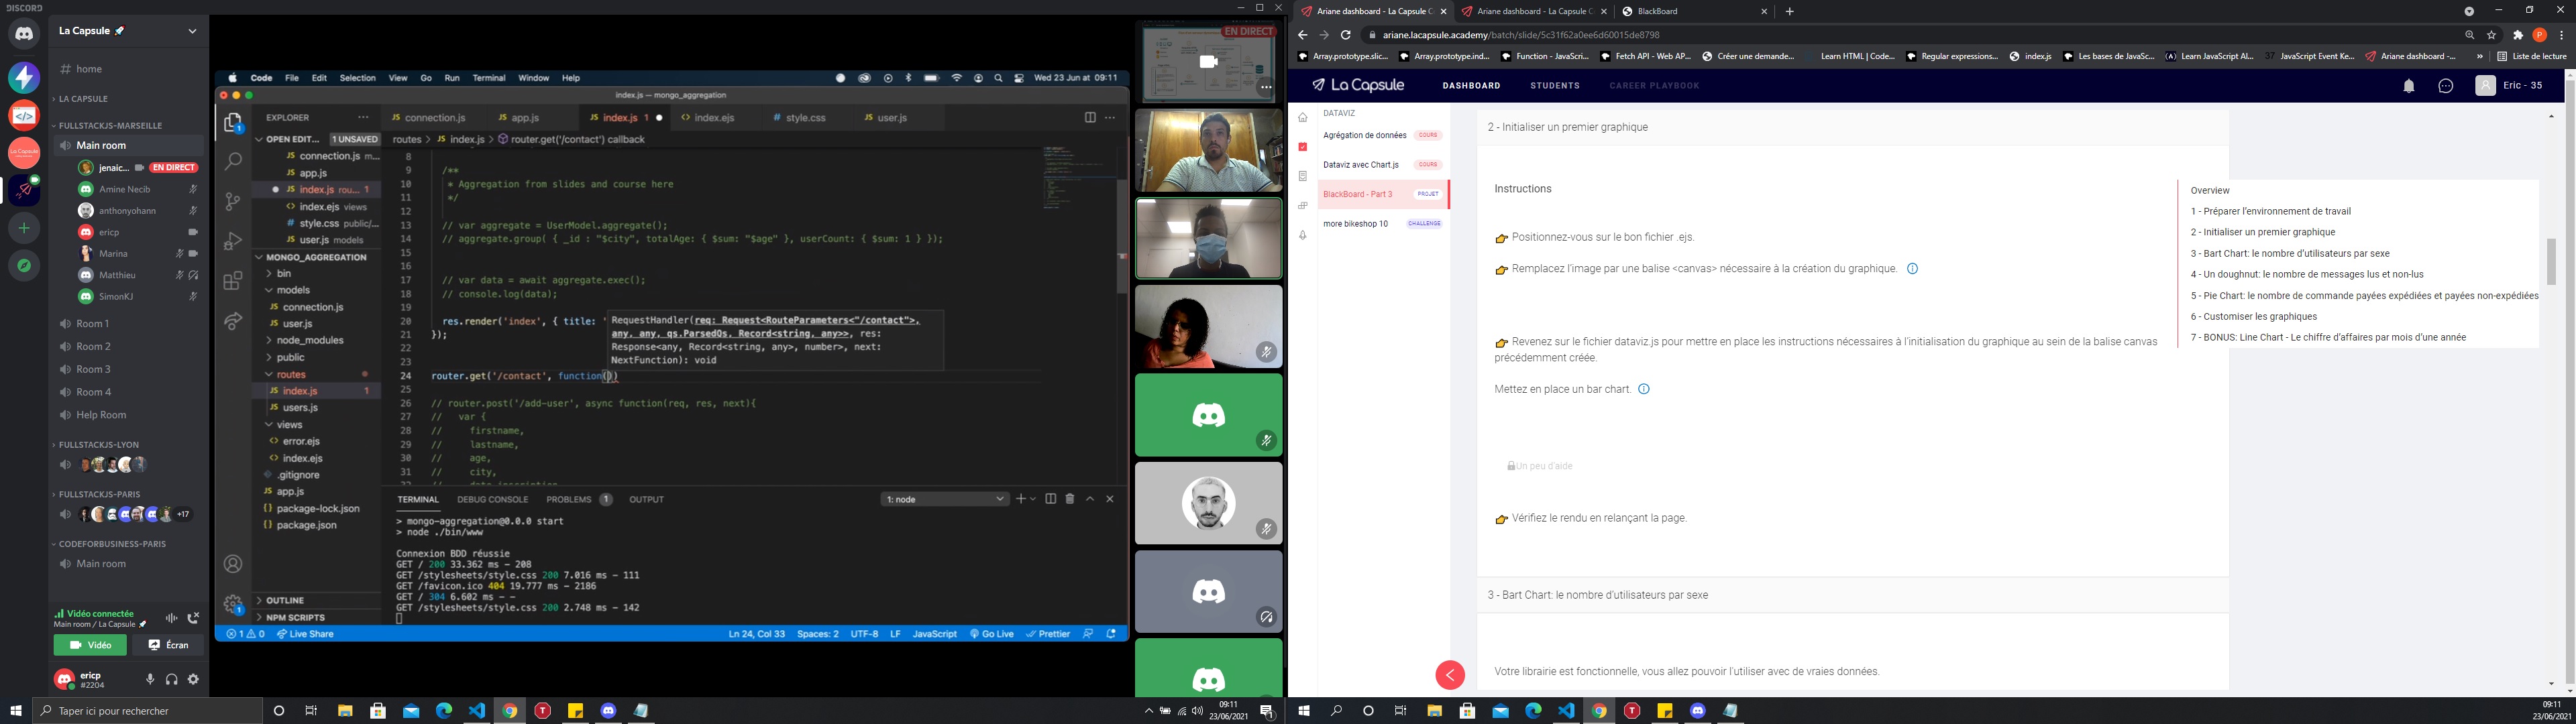 DISCORD
La Capsule 🚀
# home
LA CAPSULE
FULLSTACKJS-MARSEILLE
Main room
jenaic... EN DIRECT
Amine Necib
anthonyohann
ericp
Marina
Matthieu
SimonKJ
Room 1
Room 2
Room 3
Room 4
Help Room
FULLSTACKJS-LYON
FULLSTACKJS-PARIS
+17
CODEFORBUSINESS-PARIS
Main room
Vidéo connectée
Main room / La Capsule 🚀
Vidéo
Écran
ericp
#2204
Code File Edit Selection View Go Run Terminal Window Help
Wed 23 Jun at 09:11
index.js — mongo_aggregation
EXPLORER
OPEN EDIT... 1 UNSAVED
JS connection.js m...
JS app.js
JS index.js rou... 1
<> index.ejs views
# style.css public/...
JS user.js models
MONGO_AGGREGATION
bin
models
JS connection.js
JS user.js
node_modules
public
routes
JS index.js 1
JS users.js
views
<> error.ejs
<> index.ejs
.gitignore
JS app.js
{} package-lock.json
{} package.json
OUTLINE
NPM SCRIPTS
JS connection.js
JS app.js
JS index.js 1
<> index.ejs
# style.css
JS user.js
routes > JS index.js > router.get('/contact') callback
8
9 /**
10 * Aggregation from slides and course here
11 */
12
13 // var aggregate = UserModel.aggregate();
14 // aggregate.group( { _id : "$city", totalAge: { $sum: "$age" }, userCount: { $sum: 1 } });
15
16
17 // var data = await aggregate.exec();
18 // console.log(data);
19
20 res.render('index', { title: '
21 });
22
23
RequestHandler(req: Request<RouteParameters<"/contact">,
any, any, qs.ParsedQs, Record<string, any>>, res:
Response<any, Record<string, any>, number>, next:
NextFunction): void
24 router.get('/contact', function())
25
26 // router.post('/add-user', async function(req, res, next){
27 // var {
28 // firstname,
29 // lastname,
30 // age,
31 // city,
TERMINAL DEBUG CONSOLE PROBLEMS 1 OUTPUT
1: node
> mongo-aggregation@0.0.0 start
> node ./bin/www
Connexion BDD réussie
GET / 200 33.362 ms - 208
GET /stylesheets/style.css 200 7.016 ms - 111
GET /favicon.ico 404 19.777 ms - 2186
GET / 304 6.602 ms - -
GET /stylesheets/style.css 200 2.748 ms - 142
1 0 Live Share
Ln 24, Col 33 Spaces: 2 UTF-8 LF JavaScript Go Live Prettier
EN DIRECT
Taper ici pour rechercher
09:11
23/06/2021
Ariane dashboard - La Capsule C
Ariane dashboard - La Capsule C
BlackBoard
ariane.lacapsule.academy/batch/slide/5c31f62a0ee6d60015de8798
Array.prototype.slic...
Array.prototype.ind...
Function - JavaScri...
Fetch API - Web AP...
Créer une demande...
Learn HTML | Code...
Regular expressions...
index.js
Les bases de JavaSc...
Learn JavaScript Al...
JavaScript Event Ke...
Ariane dashboard -...
»
Liste de lecture
La Capsule
DASHBOARD
STUDENTS
CAREER PLAYBOOK
Eric - 35
DATAVIZ
Agrégation de données COURS
Dataviz avec Chart.js COURS
BlackBoard - Part 3 PROJET
more bikeshop 10 CHALLENGE
2 - Initialiser un premier graphique
Instructions
👉 Positionnez-vous sur le bon fichier .ejs.
👉 Remplacez l'image par une balise <canvas> nécessaire à la création du graphique.
👉 Revenez sur le fichier dataviz.js pour mettre en place les instructions nécessaires à l'initialisation du graphique au sein de la balise canvas
précédemment créée.
Mettez en place un bar chart.
Un peu d'aide
👉 Vérifiez le rendu en relançant la page.
3 - Bart Chart: le nombre d'utilisateurs par sexe
Votre librairie est fonctionnelle, vous allez pouvoir l'utiliser avec de vraies données.
Overview
1 - Préparer l'environnement de travail
2 - Initialiser un premier graphique
3 - Bart Chart: le nombre d'utilisateurs par sexe
4 - Un doughnut: le nombre de messages lus et non-lus
5 - Pie Chart: le nombre de commande payées expédiées et payées non-expédiées
6 - Customiser les graphiques
7 - BONUS: Line Chart - Le chiffre d'affaires par mois d'une année
09:11
23/06/2021